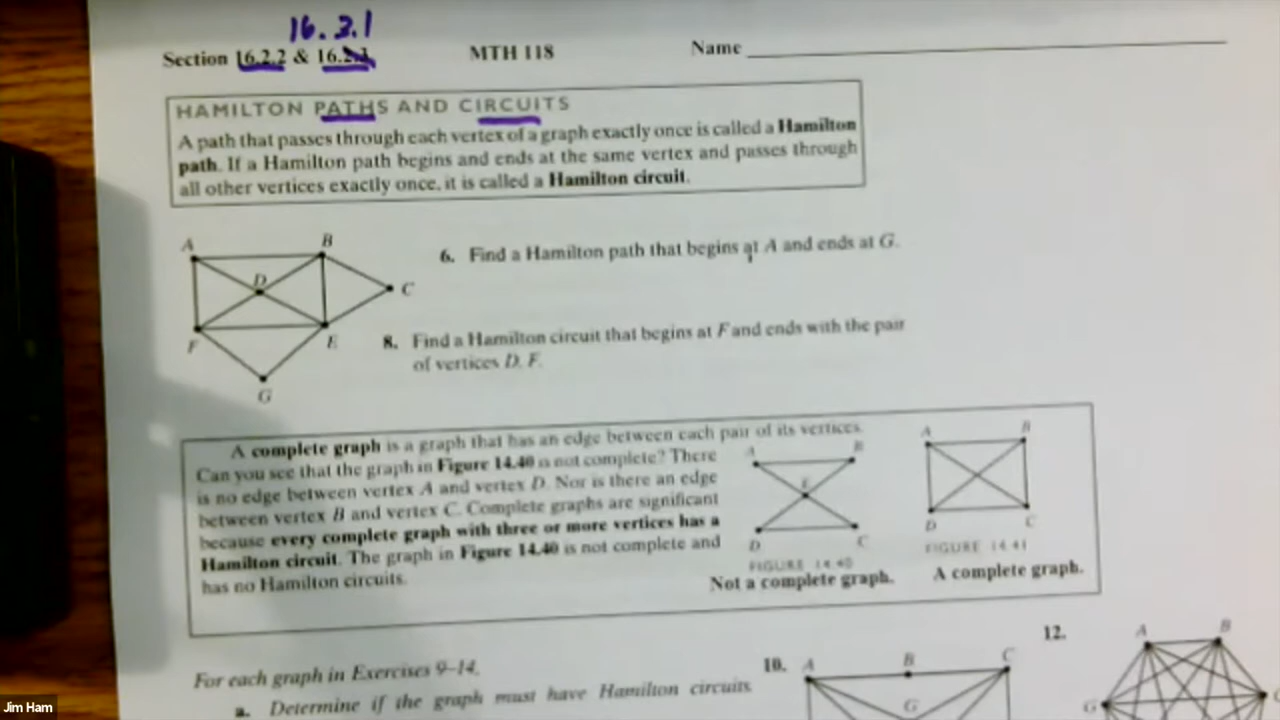 16.3.1
Section 16.2.2 & 16.
MTH 118
Name
HAMILTON PATHS AND CIRCUITS
A path that passes through each vertex of a graph exactly once is called a Hamilton
path. If a Hamilton path begins and ends at the same vertex and passes through
all other vertices exactly once, it is called a Hamilton circuit.
A B
D
C
F E
G
6. Find a Hamilton path that begins at A and ends at G.
8. Find a Hamilton circuit that begins at F and ends with the pair
of vertices D, F.
A complete graph is a graph that has an edge between each pair of its vertices.
Can you see that the graph in Figure 14.40 is not complete? There
is no edge between vertex A and vertex D. Nor is there an edge
between vertex B and vertex C. Complete graphs are significant
because every complete graph with three or more vertices has a
Hamilton circuit. The graph in Figure 14.40 is not complete and
has no Hamilton circuits.
A B
E
D C
FIGURE 14.40
Not a complete graph.
A B
D C
FIGURE 14.41
A complete graph.
For each graph in Exercises 9–14,
a. Determine if the graph must have Hamilton circuits
10. A B C
G
12. A B
G
Jim Ham